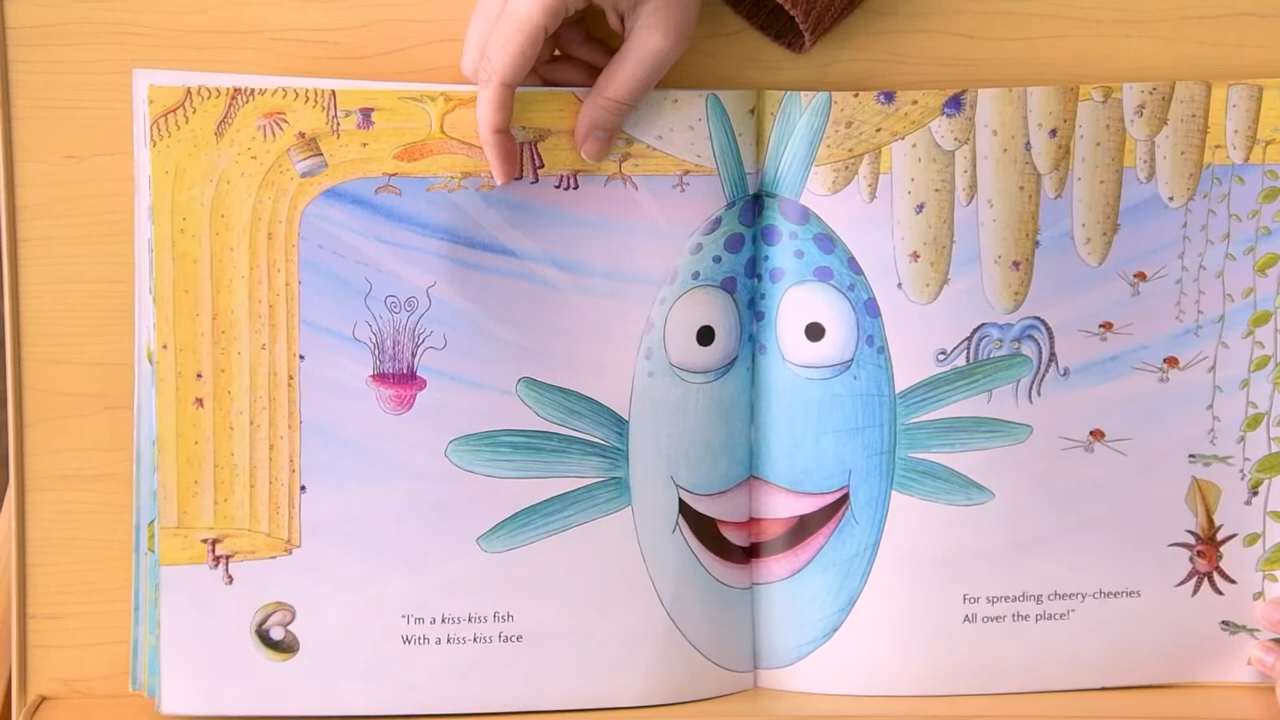 “I'm a kiss-kiss fish
With a kiss-kiss face
For spreading cheery-cheeries
All over the place!”